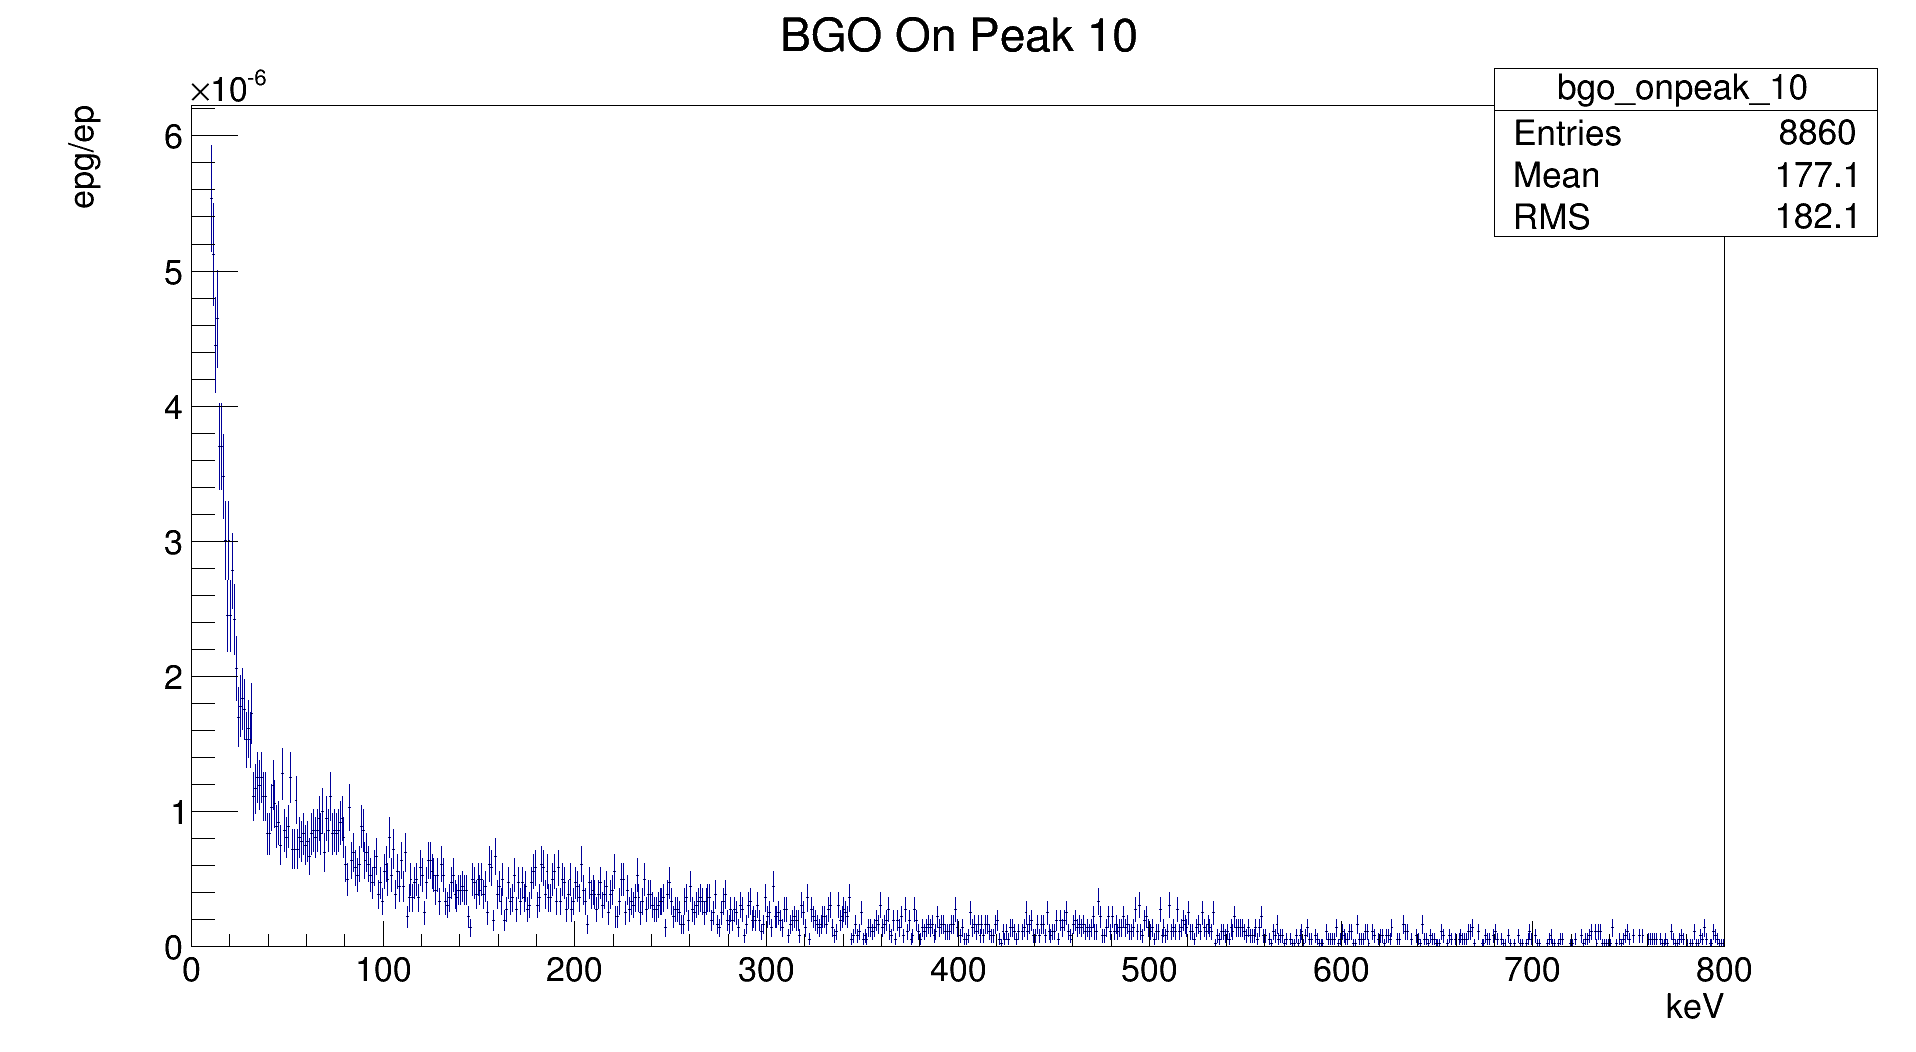 BGO On Peak 10
×10-6
epg/ep
bgo_onpeak_10
Entries 8860
Mean 177.1
RMS 182.1
6
5
4
3
2
1
0
0 100 200 300 400 500 600 700 800
keV